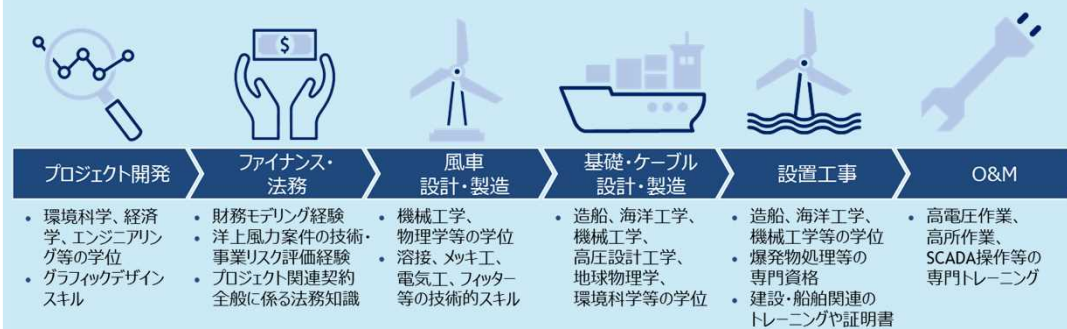 $
プロジェクト開発
ファイナンス・
法務
風車
設計・製造
基礎・ケーブル
設計・製造
設置工事
O&M
• 環境科学、経済
学、エンジニアリン
グ等の学位
• グラフィックデザイン
スキル
• 財務モデリング経験
• 洋上風力案件の技術・
事業リスク評価経験
• プロジェクト関連契約
全般に係る法務知識
• 機械工学、
物理学等の学位
• 溶接、メッキ工、
電気工、フィッター
等の技術的スキル
• 造船、海洋工学、
機械工学、
高圧設計工学、
地球物理学、
環境科学等の学位
• 造船、海洋工学、
機械工学等の学位
• 爆発物処理等の
専門資格
• 建設・船舶関連の
トレーニングや証明書
• 高電圧作業、
高所作業、
SCADA操作等の
専門トレーニング